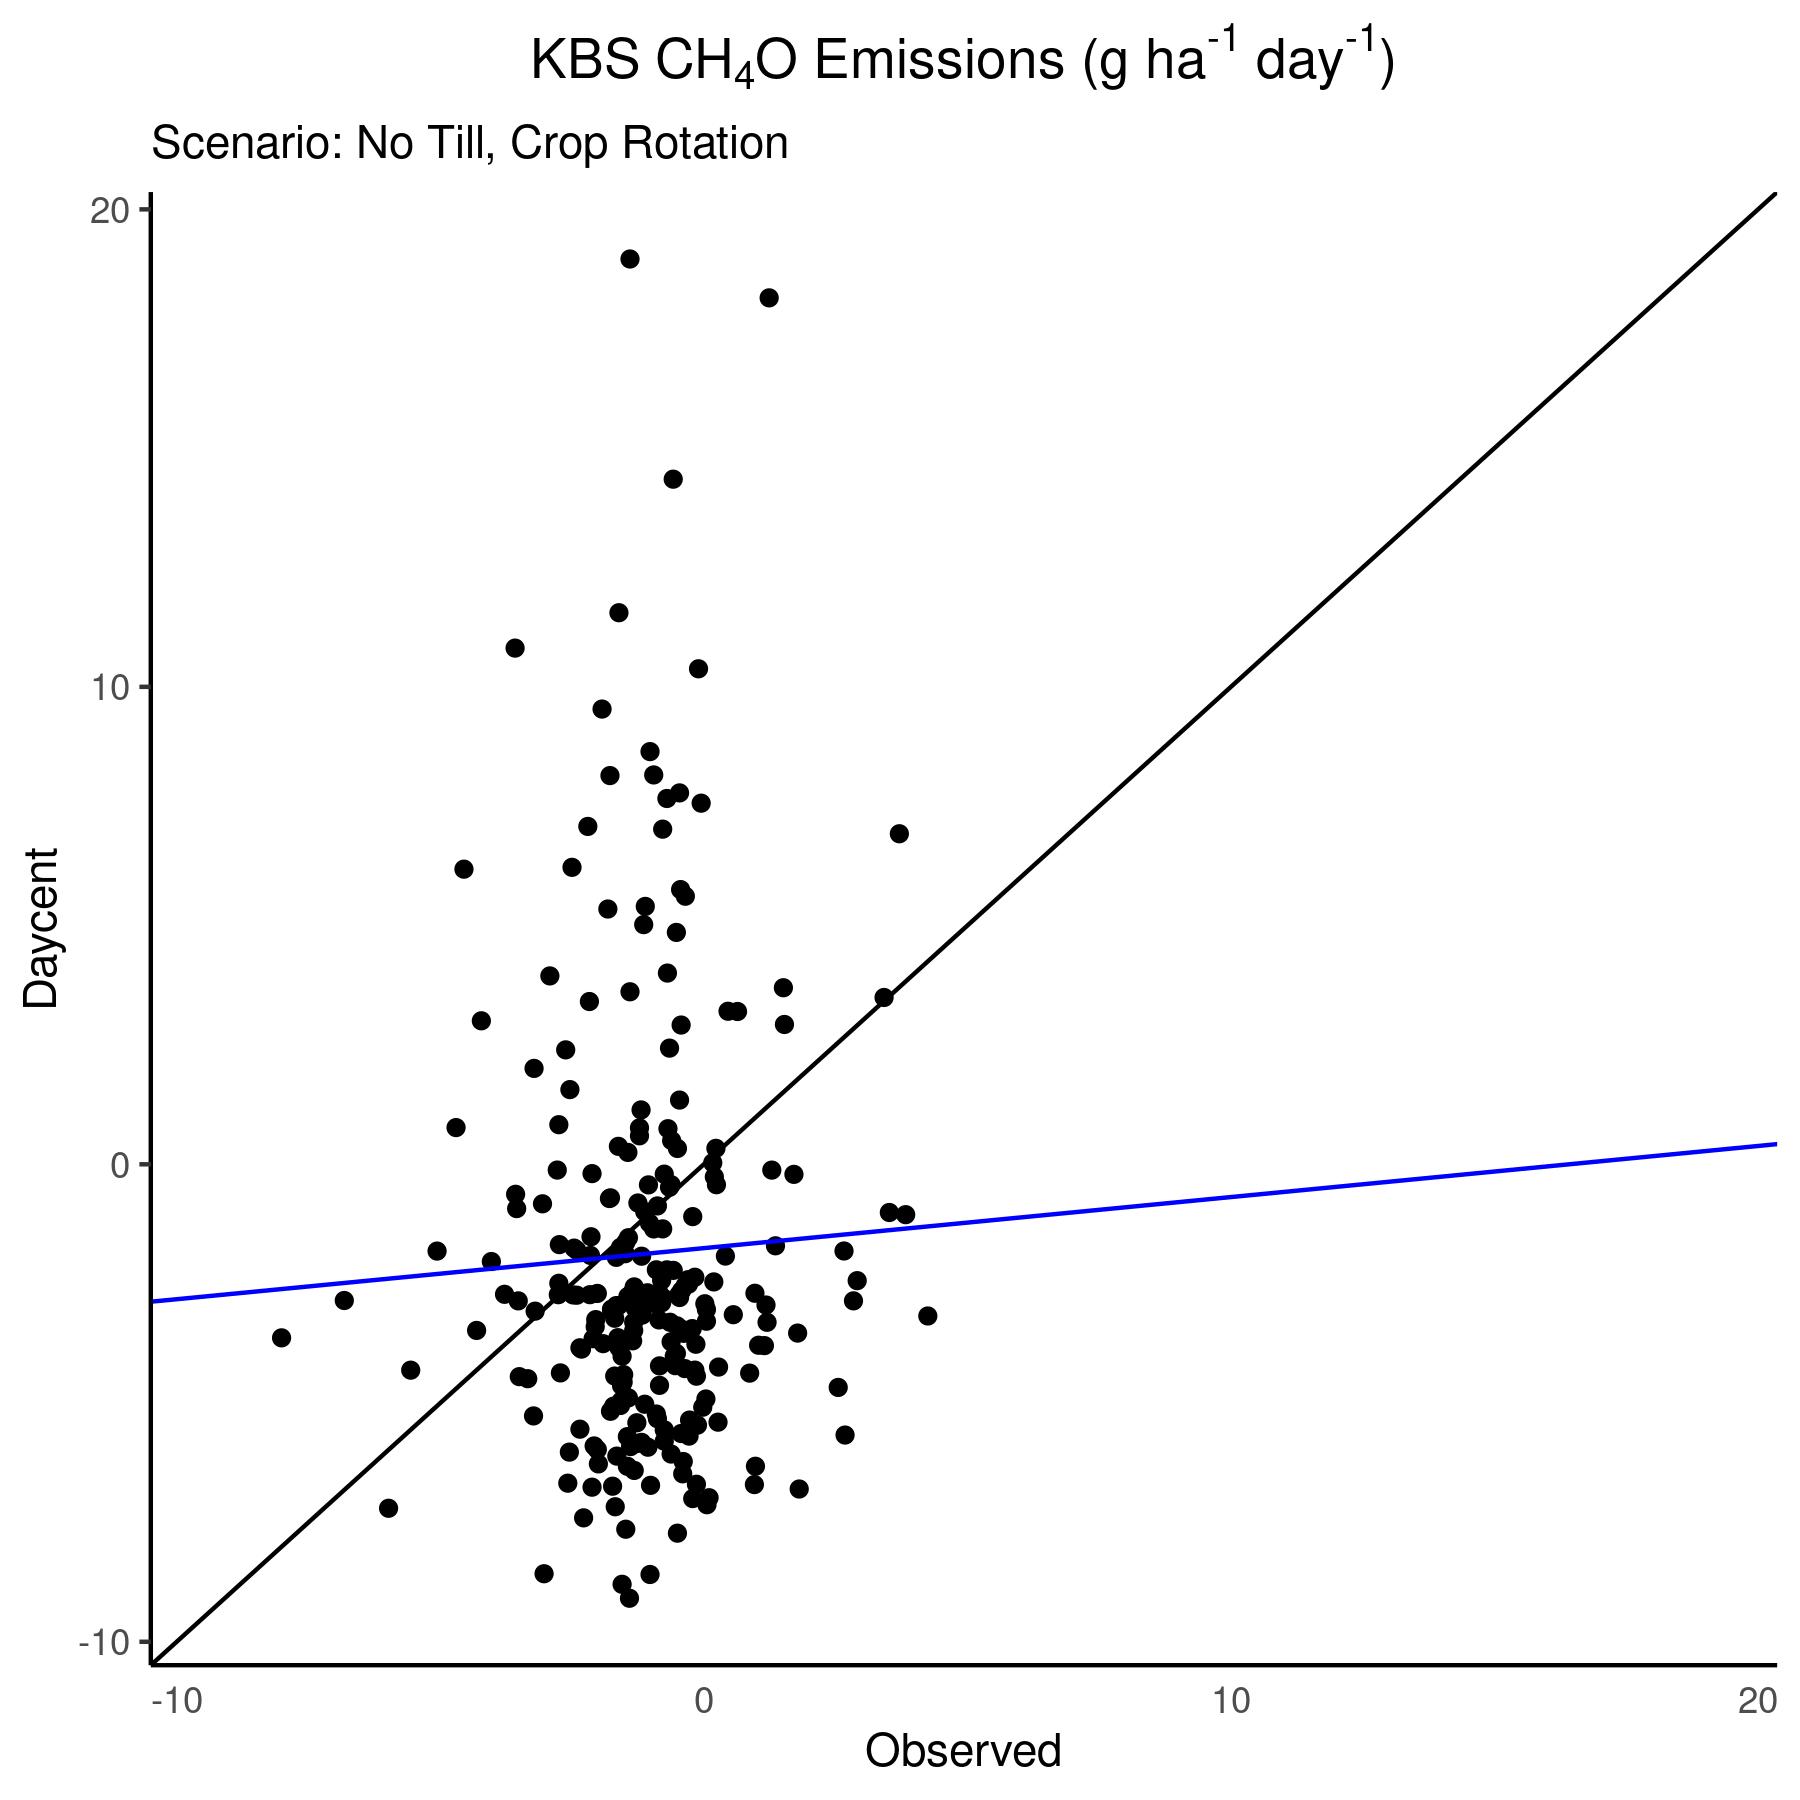 KBS CH₄O Emissions (g ha⁻¹ day⁻¹)
Scenario: No Till, Crop Rotation
20
10
0
-10
Daycent
-10 0 10 20
Observed